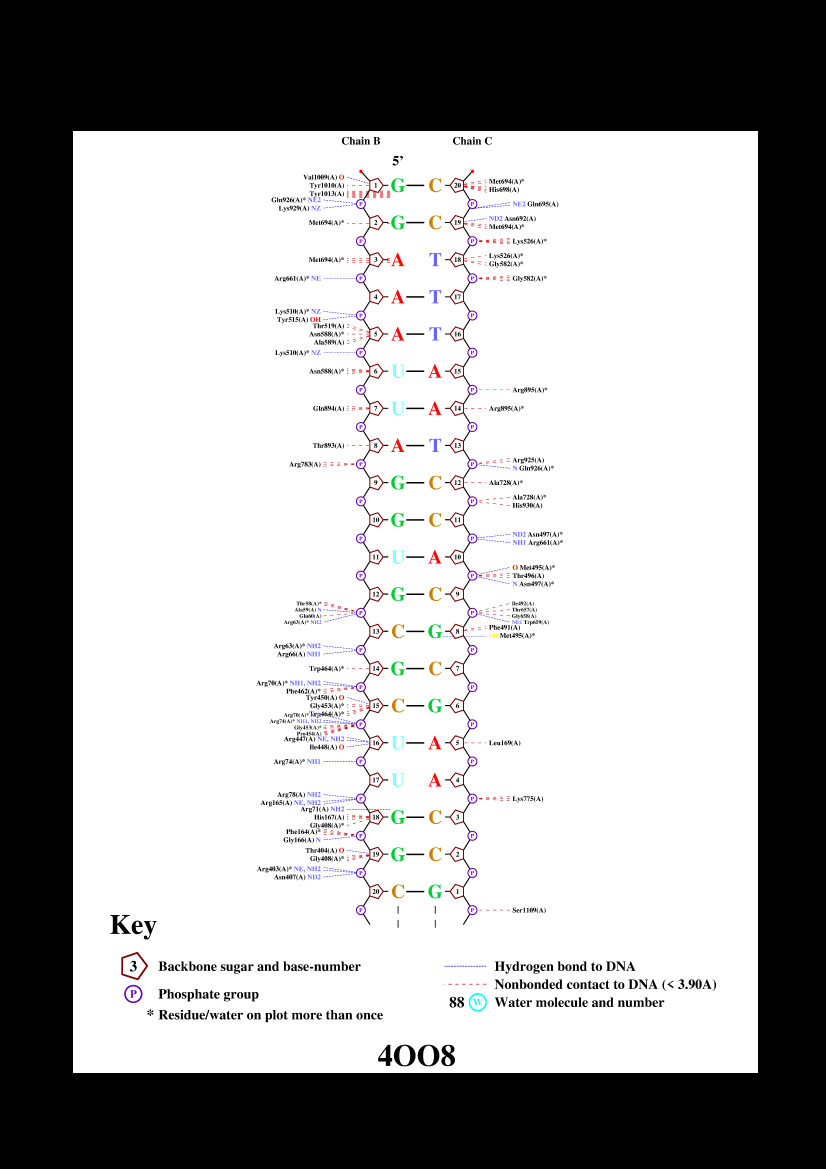 Chain B Chain C
5'
Val1009(A) O
Tyr1010(A) 1 G C 20 Met694(A)*
Tyr1013(A) His698(A)
Gln926(A)* NE2 P P NE2 Gln695(A)
Lys929(A) NZ
ND2 Asn692(A)
Met694(A)* 2 G C 19 Met694(A)*
P P Lys526(A)*
Lys526(A)*
Met694(A)* 3 A T 18 Gly582(A)*
Arg661(A)* NE P P Gly582(A)*
4 A T 17
Lys510(A)* NZ P P
Tyr515(A) OH
Thr519(A)
Asn588(A)* 5 A T 16
Ala589(A)
Lys510(A)* NZ P P
Asn588(A)* 6 U A 15
P P Arg895(A)*
Gln894(A) 7 U A 14 Arg895(A)*
P P
Thr893(A) 8 A T 13
Arg783(A) P P Arg925(A)
N Gln926(A)*
9 G C 12 Ala728(A)*
P P Ala728(A)*
His930(A)
10 G C 11
P P ND2 Asn497(A)*
NH1 Arg661(A)*
11 U A 10
O Met495(A)*
P P Thr496(A)
N Asn497(A)*
12 G C 9
Thr58(A)* Ile492(A)
Ala59(A) N Thr657(A)
Glu60(A) P P Gly658(A)
Arg63(A)* NH2 NE1 Trp659(A)
13 C G 8 Phe491(A)
Met495(A)*
Arg63(A)* NH2 P P
Arg66(A) NH1
Trp464(A)* 14 G C 7
Arg70(A)* NH1, NH2 P P
Phe462(A)*
Tyr450(A) O
Gly453(A)* 15 C G 6
Trp464(A)*
Arg70(A)*
Arg74(A)* NH1, NH2 P P
Gly453(A)*
Pro454(A)
Arg447(A) NE, NH2
Ile448(A) O 16 U A 5 Leu169(A)
Arg74(A)* NH1 P P
17 U A 4
Arg78(A) NH2 P P Lys775(A)*
Arg165(A) NE, NH2
Arg71(A) NH2
His167(A) 18 G C 3
Gly408(A)*
Phe164(A)* P P
Gly166(A) N
Thr404(A) O 19 G C 2
Gly408(A)*
Arg403(A)* NE, NH2 P P
Asn407(A) ND2
20 C G 1
P P Ser1109(A)
Key
3 Backbone sugar and base-number
P Phosphate group
* Residue/water on plot more than once
Hydrogen bond to DNA
Nonbonded contact to DNA (< 3.90A)
88 W Water molecule and number
4OO8